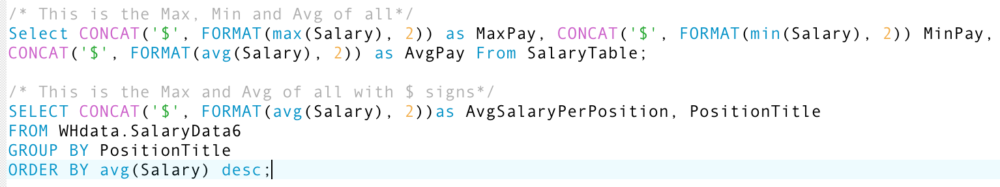 /* This is the Max, Min and Avg of all*/
Select CONCAT('$', FORMAT(max(Salary), 2)) as MaxPay, CONCAT('$', FORMAT(min(Salary), 2)) MinPay,
CONCAT('$', FORMAT(avg(Salary), 2)) as AvgPay From SalaryTable;
/* This is the Max and Avg of all with $ signs*/
SELECT CONCAT('$', FORMAT(avg(Salary), 2))as AvgSalaryPerPosition, PositionTitle
FROM WHdata.SalaryData6
GROUP BY PositionTitle
ORDER BY avg(Salary) desc;